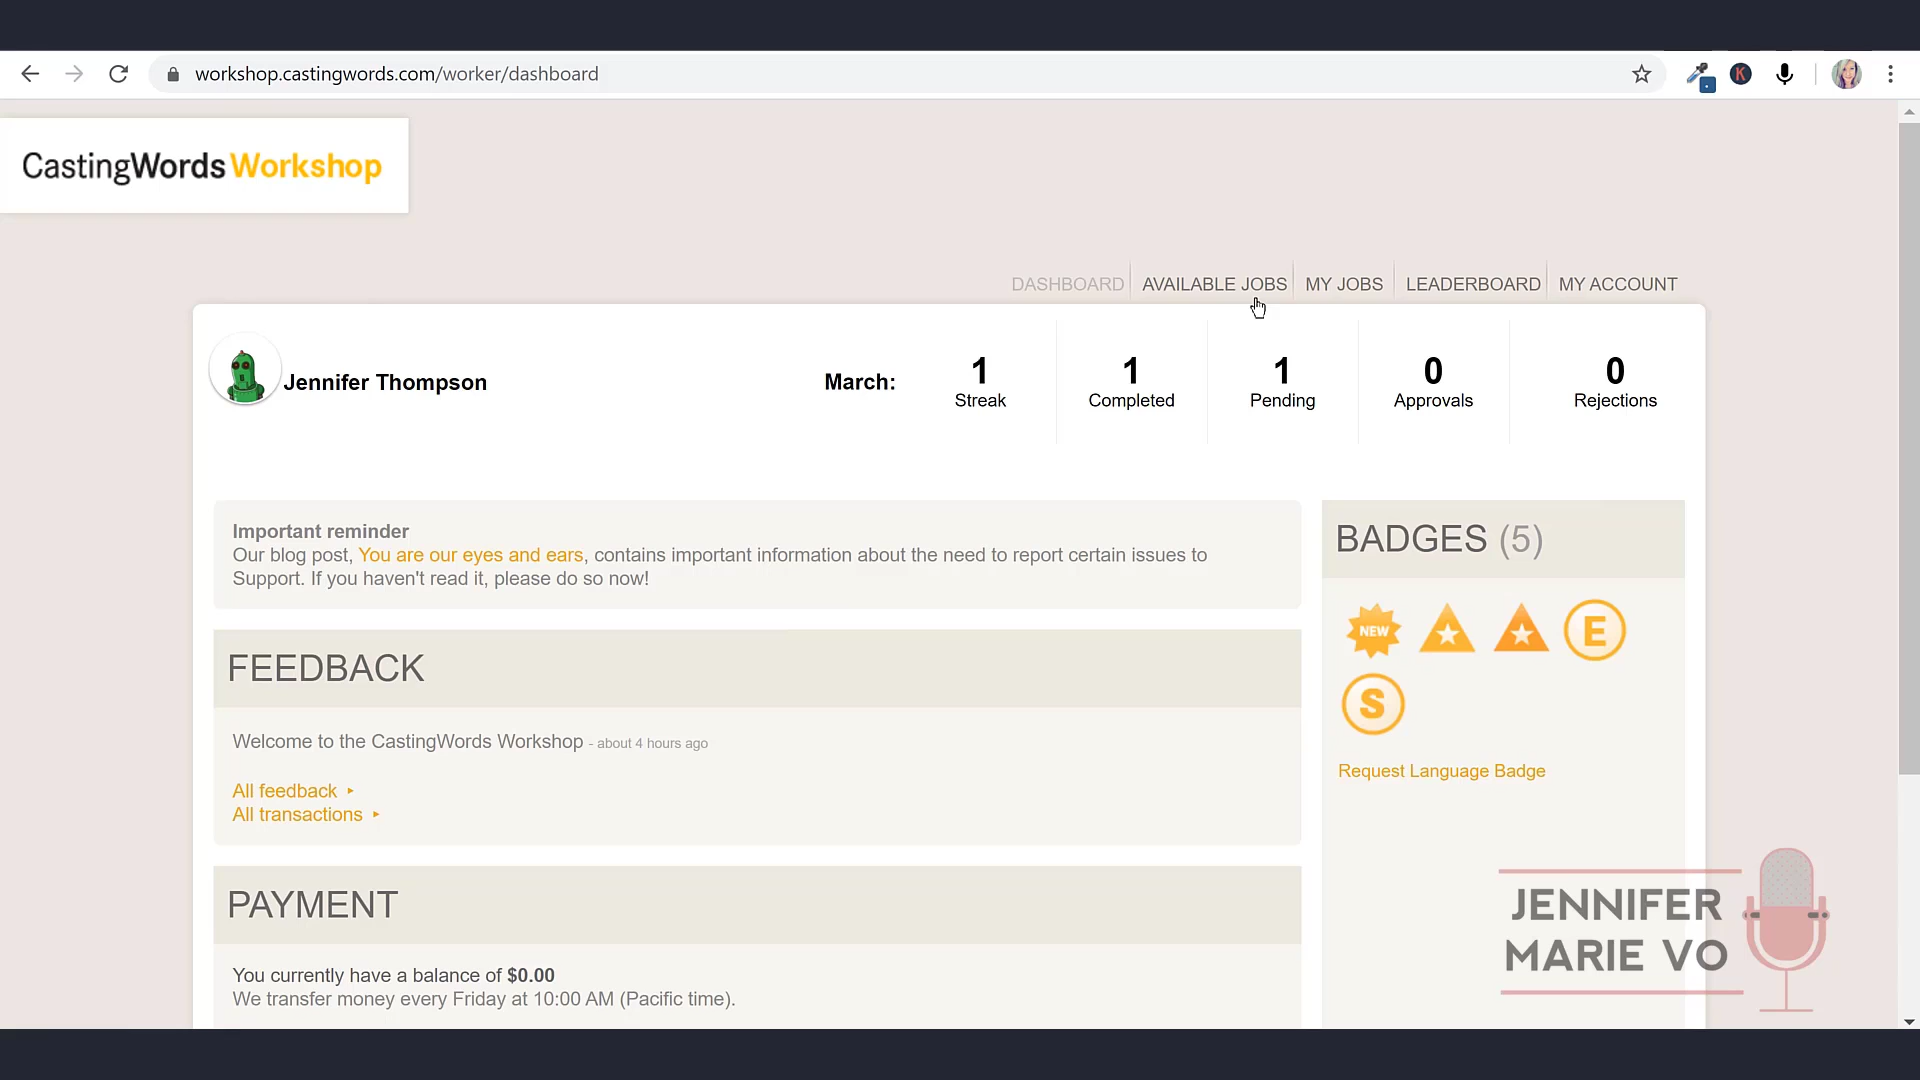 workshop.castingwords.com/worker/dashboard
K
CastingWords Workshop
DASHBOARD AVAILABLE JOBS MY JOBS LEADERBOARD MY ACCOUNT
Jennifer Thompson
March:
1 1 1 0 0
Streak Completed Pending Approvals Rejections
Important reminder
Our blog post, You are our eyes and ears, contains important information about the need to report certain issues to
Support. If you haven't read it, please do so now!
FEEDBACK
Welcome to the CastingWords Workshop - about 4 hours ago
All feedback
All transactions
PAYMENT
You currently have a balance of $0.00
We transfer money every Friday at 10:00 AM (Pacific time).
BADGES (5)
NEW E
S
Request Language Badge
JENNIFER
MARIE VO